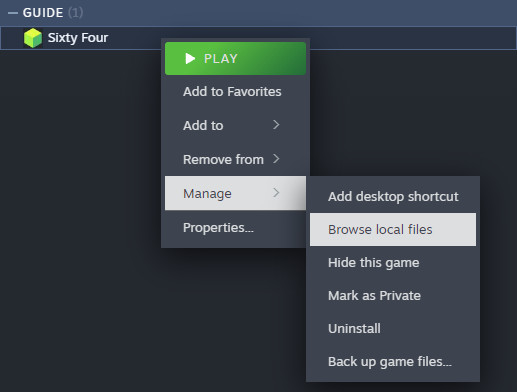 — GUIDE (1)
Sixty Four
PLAY
Add to Favorites
Add to
Remove from
Manage
Properties...
Add desktop shortcut
Browse local files
Hide this game
Mark as Private
Uninstall
Back up game files...